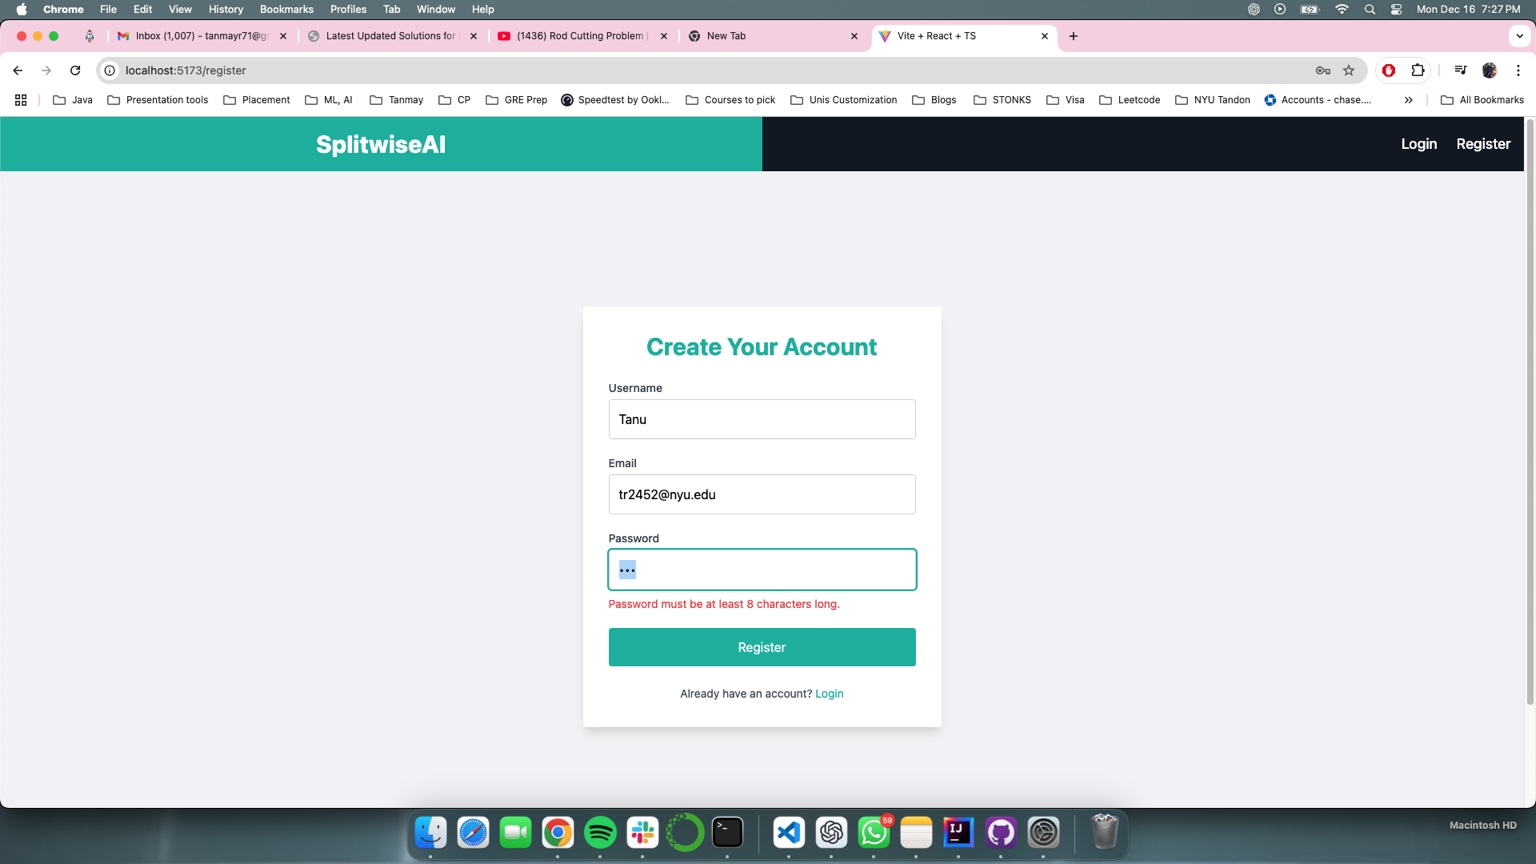 Chrome File Edit View History Bookmarks Profiles Tab Window Help Mon Dec 16 7:27 PM
Inbox (1,007) - tanmayr71@g Latest Updated Solutions for (1436) Rod Cutting Problem New Tab Vite + React + TS
localhost:5173/register
Java Presentation tools Placement ML, AI Tanmay CP GRE Prep Speedtest by Ookl... Courses to pick Unis Customization Blogs STONKS Visa Leetcode NYU Tandon Accounts - chase.... » All Bookmarks
SplitwiseAI Login Register
Create Your Account
Username
Tanu
Email
tr2452@nyu.edu
Password
•••
Password must be at least 8 characters long.
Register
Already have an account? Login
59
IJ
Macintosh HD